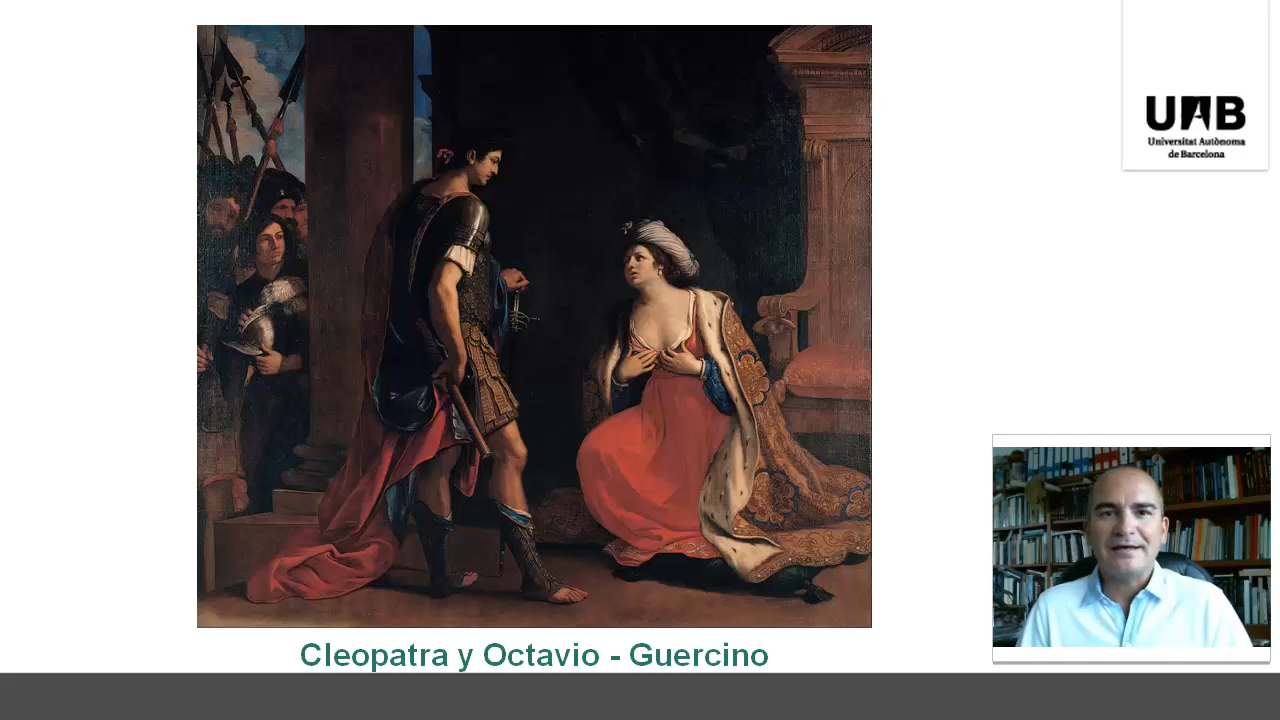 UAB
Universitat Autònoma
de Barcelona
Cleopatra y Octavio - Guercino